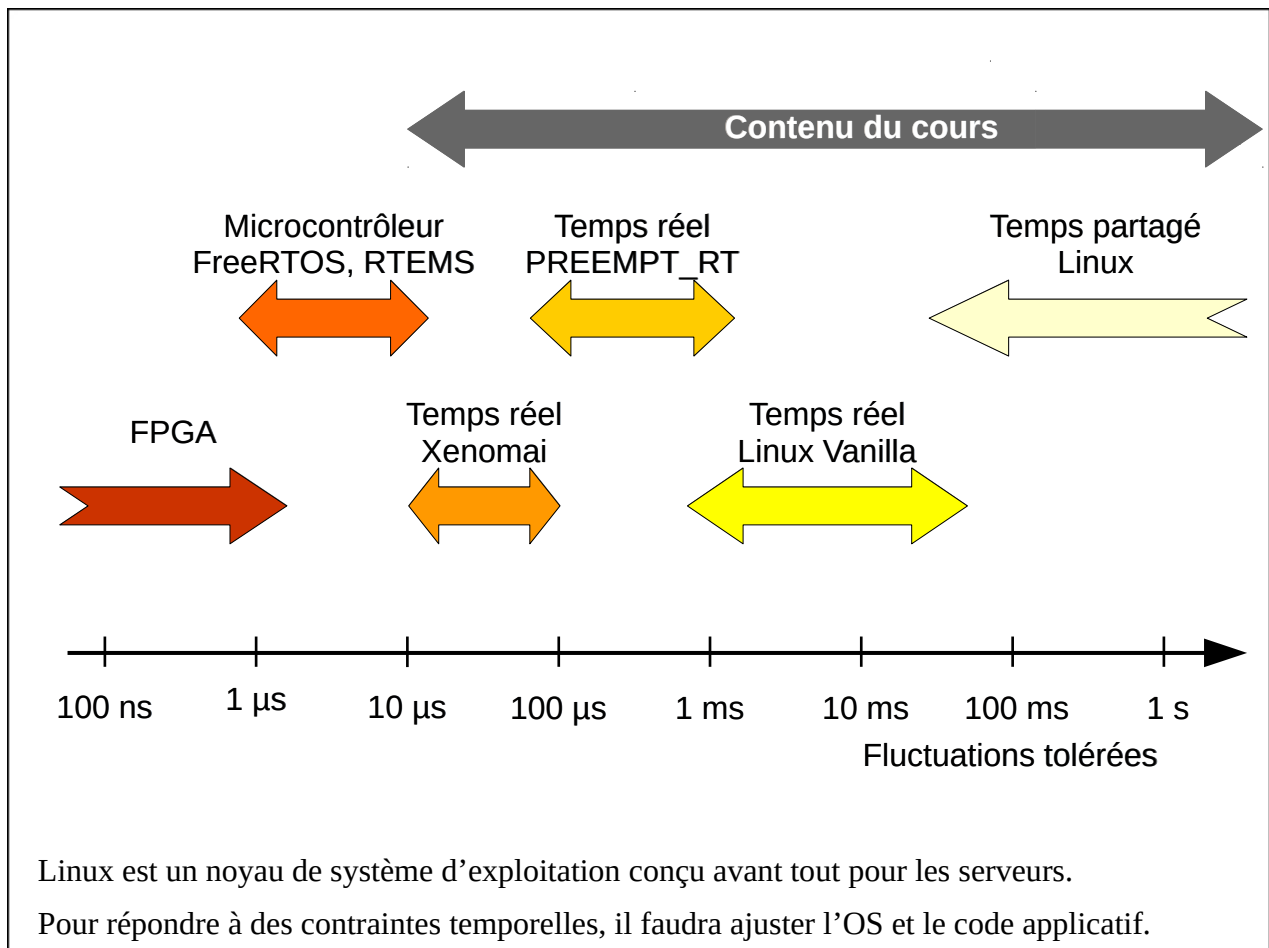 Contenu du cours
Microcontrôleur
FreeRTOS, RTEMS
Temps réel
PREEMPT_RT
Temps partagé
Linux
FPGA
Temps réel
Xenomai
Temps réel
Linux Vanilla
100 ns
1 µs
10 µs
100 µs
1 ms
10 ms
100 ms
1 s
Fluctuations tolérées
Linux est un noyau de système d’exploitation conçu avant tout pour les serveurs.
Pour répondre à des contraintes temporelles, il faudra ajuster l’OS et le code applicatif.